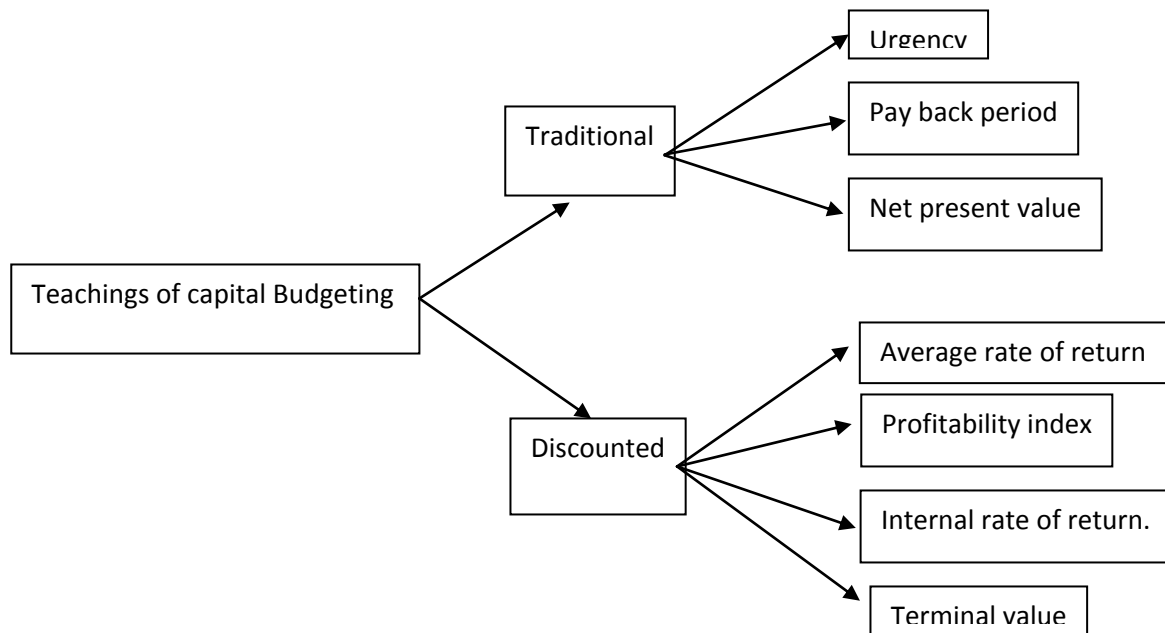 Urgency
Pay back period
Traditional
Net present value
Teachings of capital Budgeting
Average rate of return
Profitability index
Discounted
Internal rate of return.
Terminal value